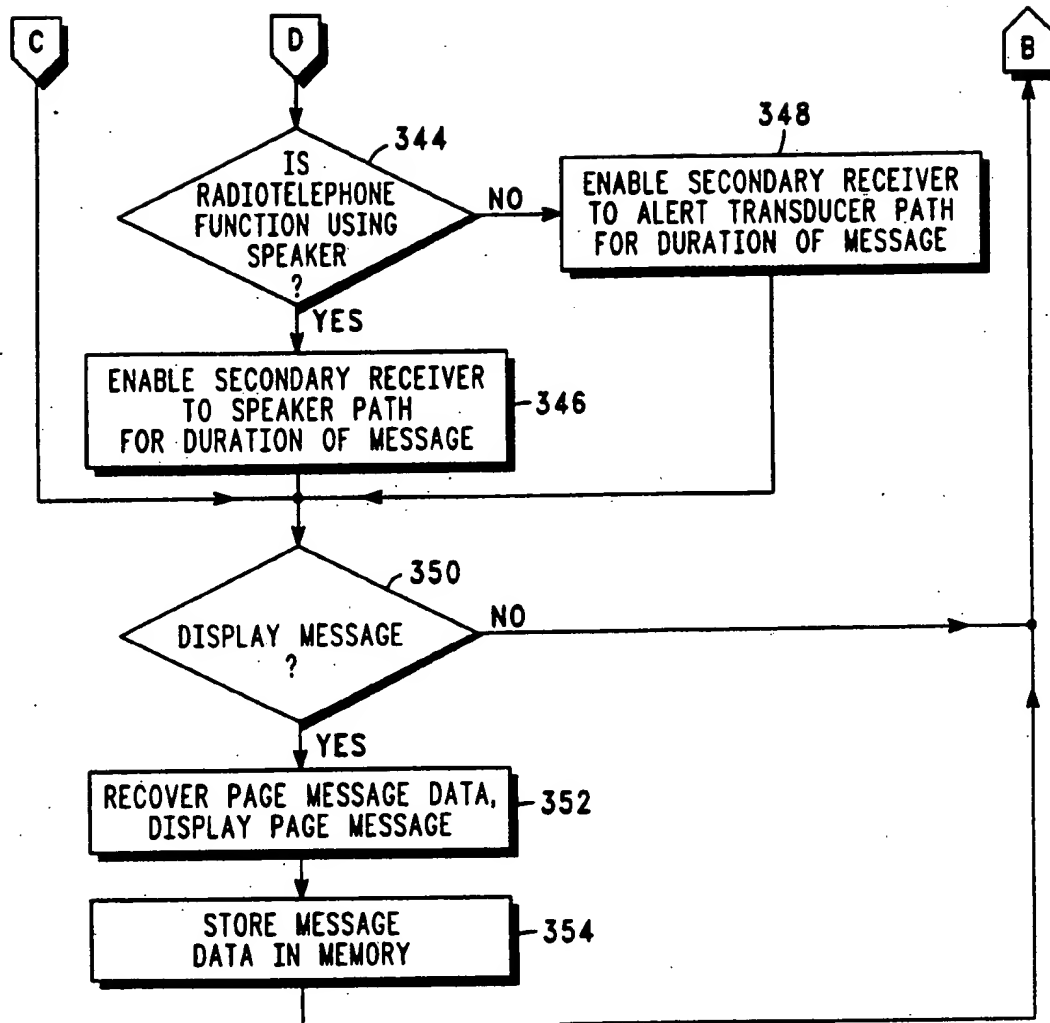 C
D
B
344
IS
RADIOTELEPHONE
FUNCTION USING
SPEAKER
?
NO
348
ENABLE SECONDARY RECEIVER
TO ALERT TRANSDUCER PATH
FOR DURATION OF MESSAGE
YES
ENABLE SECONDARY RECEIVER
TO SPEAKER PATH
FOR DURATION OF MESSAGE
346
350
DISPLAY MESSAGE
?
NO
YES
RECOVER PAGE MESSAGE DATA,
DISPLAY PAGE MESSAGE
352
STORE MESSAGE
DATA IN MEMORY
354